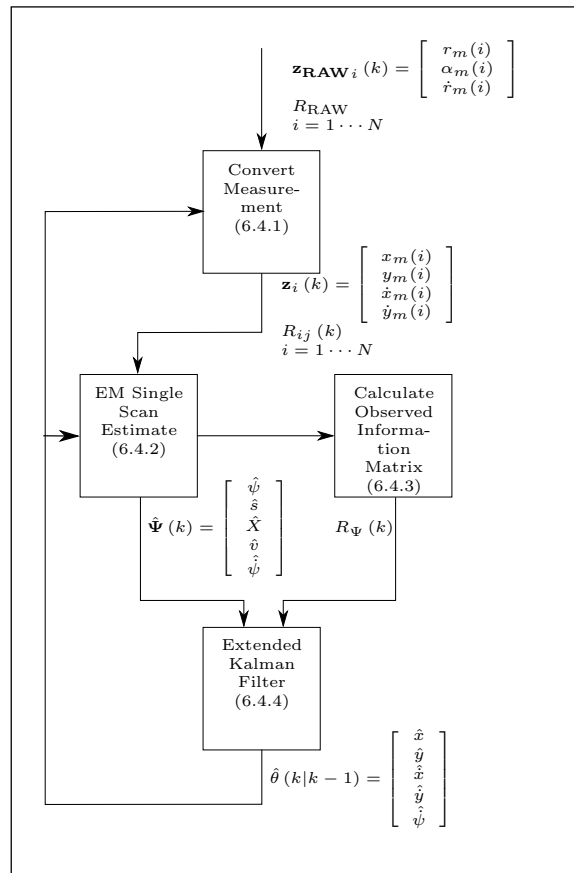 𝐳_𝐑𝐀𝐖 i (k) = [ r_m(i)
α_m(i)
ṙ_m(i) ]
R_RAW
i = 1 ··· N
Convert
Measure-
ment
(6.4.1)
𝐳_i (k) = [ x_m(i)
y_m(i)
ẋ_m(i)
ẏ_m(i) ]
R_ij (k)
i = 1 ··· N
EM Single
Scan
Estimate
(6.4.2)
Calculate
Observed
Informa-
tion
Matrix
(6.4.3)
𝚿̂ (k) = [ ψ̂
ŝ
X̂
v̂
ψ̇̂ ]
R_Ψ (k)
Extended
Kalman
Filter
(6.4.4)
θ̂ (k|k − 1) = [ x̂
ŷ
ẋ̂
ẏ̂
ψ̇̂ ]